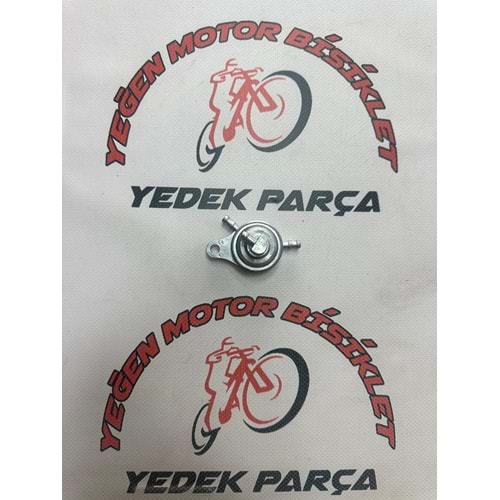 YEĞEN MOTOR BİSİKLET
YEDEK PARÇA
YEĞEN MOTOR BİSİKLET
YEDEK PARÇA